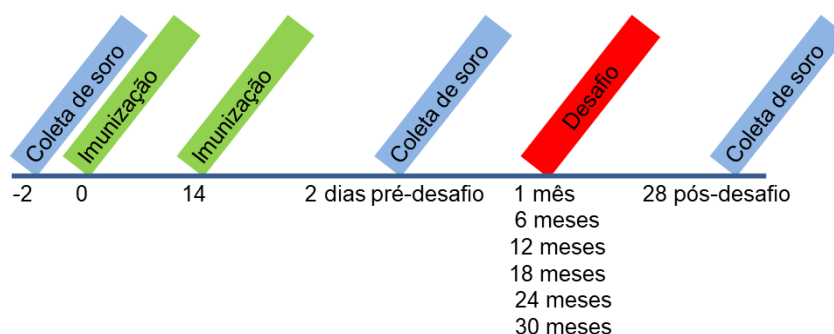 Coleta de soro
Imunização
Imunização
Coleta de soro
Desafio
Coleta de soro
-2
0
14
2 dias pré-desafio
1 mês
28 pós-desafio
6 meses
12 meses
18 meses
24 meses
30 meses